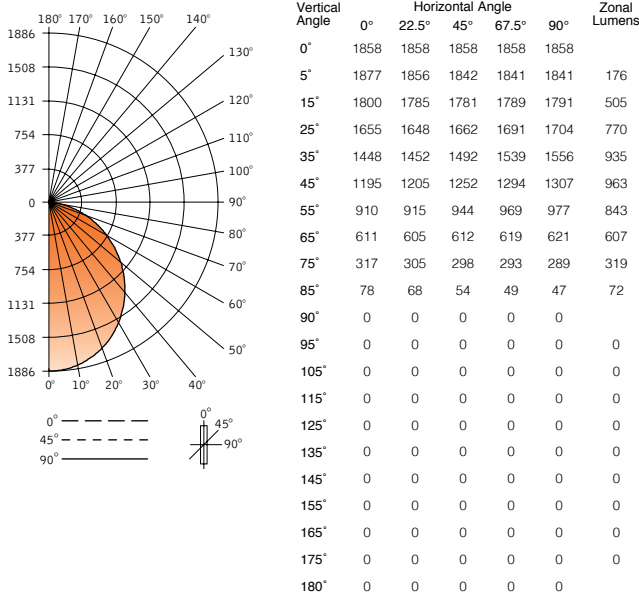 180° 170° 160° 150° 140°
1886
1508
1131
754
377
0
377
754
1131
1508
1886
130°
120°
110°
100°
90°
80°
70°
60°
50°
0° 10° 20° 30° 40°
0°
45°
90°
0°
45°
90°
Vertical Angle Horizontal Angle Zonal Lumens
0° 22.5° 45° 67.5° 90°
0° 1858 1858 1858 1858 1858
5° 1877 1856 1842 1841 1841 176
15° 1800 1785 1781 1789 1791 505
25° 1655 1648 1662 1691 1704 770
35° 1448 1452 1492 1539 1556 935
45° 1195 1205 1252 1294 1307 963
55° 910 915 944 969 977 843
65° 611 605 612 619 621 607
75° 317 305 298 293 289 319
85° 78 68 54 49 47 72
90° 0 0 0 0 0
95° 0 0 0 0 0 0
105° 0 0 0 0 0 0
115° 0 0 0 0 0 0
125° 0 0 0 0 0 0
135° 0 0 0 0 0 0
145° 0 0 0 0 0 0
155° 0 0 0 0 0 0
165° 0 0 0 0 0 0
175° 0 0 0 0 0 0
180° 0 0 0 0 0